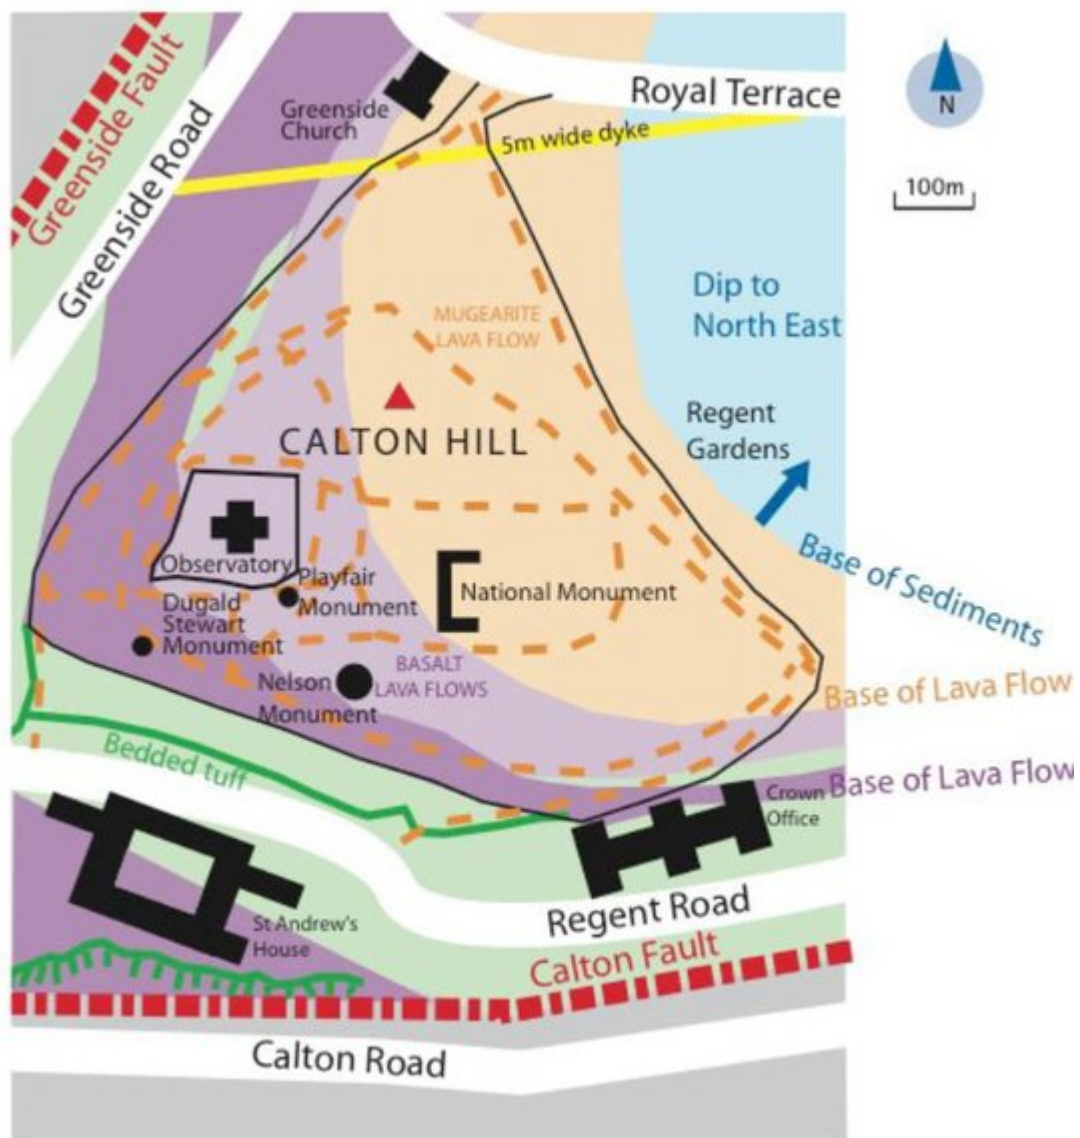 Greenside Fault
Greenside Road
Greenside
Church
Royal Terrace
5m wide dyke
N
100m
Dip to
North East
MUGEARITE
LAVA FLOW
Regent
Gardens
CALTON HILL
Observatory
Playfair
Monument
National Monument
Base of Sediments
Dugald
Stewart
Monument
Nelson
Monument
BASALT
LAVA FLOWS
Base of Lava Flow
Bedded tuff
Base of Lava Flow
Crown
Office
St Andrew's
House
Regent Road
Calton Fault
Calton Road